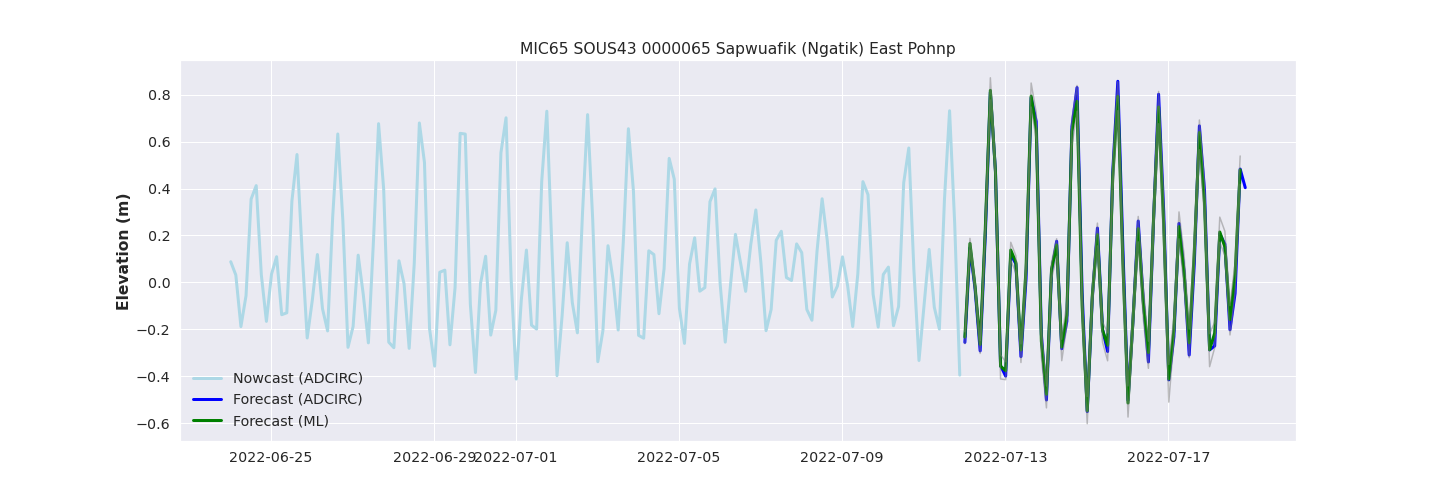 MIC65 SOUS43 0000065 Sapwuafik (Ngatik) East Pohnp
Elevation (m)
0.8
0.6
0.4
0.2
0.0
−0.2
−0.4
−0.6
Nowcast (ADCIRC)
Forecast (ADCIRC)
Forecast (ML)
2022-06-25 2022-06-29 2022-07-01 2022-07-05 2022-07-09 2022-07-13 2022-07-17